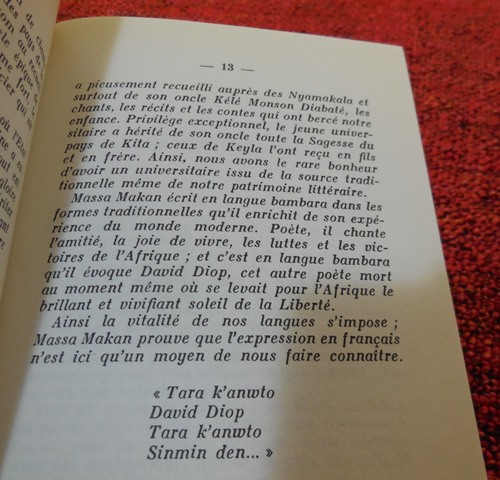 — 13 —
a pieusement recueilli auprès des Nyamakala et
surtout de son oncle Kélé Monson Diabaté, les
chants, les récits et les contes qui ont bercé notre
enfance. Privilège exceptionnel, le jeune univer-
sitaire a hérité de son oncle toute la Sagesse du
pays de Kita ; ceux de Keyla l'ont reçu en fils
et en frère. Ainsi, nous avons le rare bonheur
d'avoir un universitaire issu de la source tradi-
tionnelle même de notre patrimoine littéraire.
Massa Makan écrit en langue bambara dans les
formes traditionnelles qu'il enrichit de son expé-
rience du monde moderne. Poète, il chante
l'amitié, la joie de vivre, les luttes et les vic-
toires de l'Afrique ; et c'est en langue bambara
qu'il évoque David Diop, cet autre poète mort
au moment même où se levait pour l'Afrique le
brillant et vivifiant soleil de la Liberté.
Ainsi la vitalité de nos langues s'impose ;
Massa Makan prouve que l'expression en français
n'est ici qu'un moyen de nous faire connaître.
« Tara k'anwto
David Diop
Tara k'anwto
Sinmin den... »